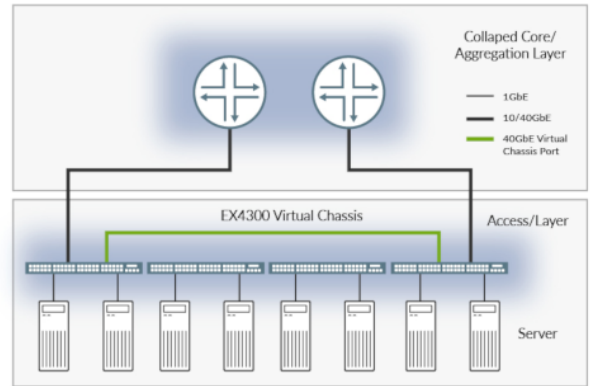 Collaped Core/
Aggregation Layer
1GbE
10/40GbE
40GbE Virtual
Chassis Port
EX4300 Virtual Chassis
Access/Layer
Server